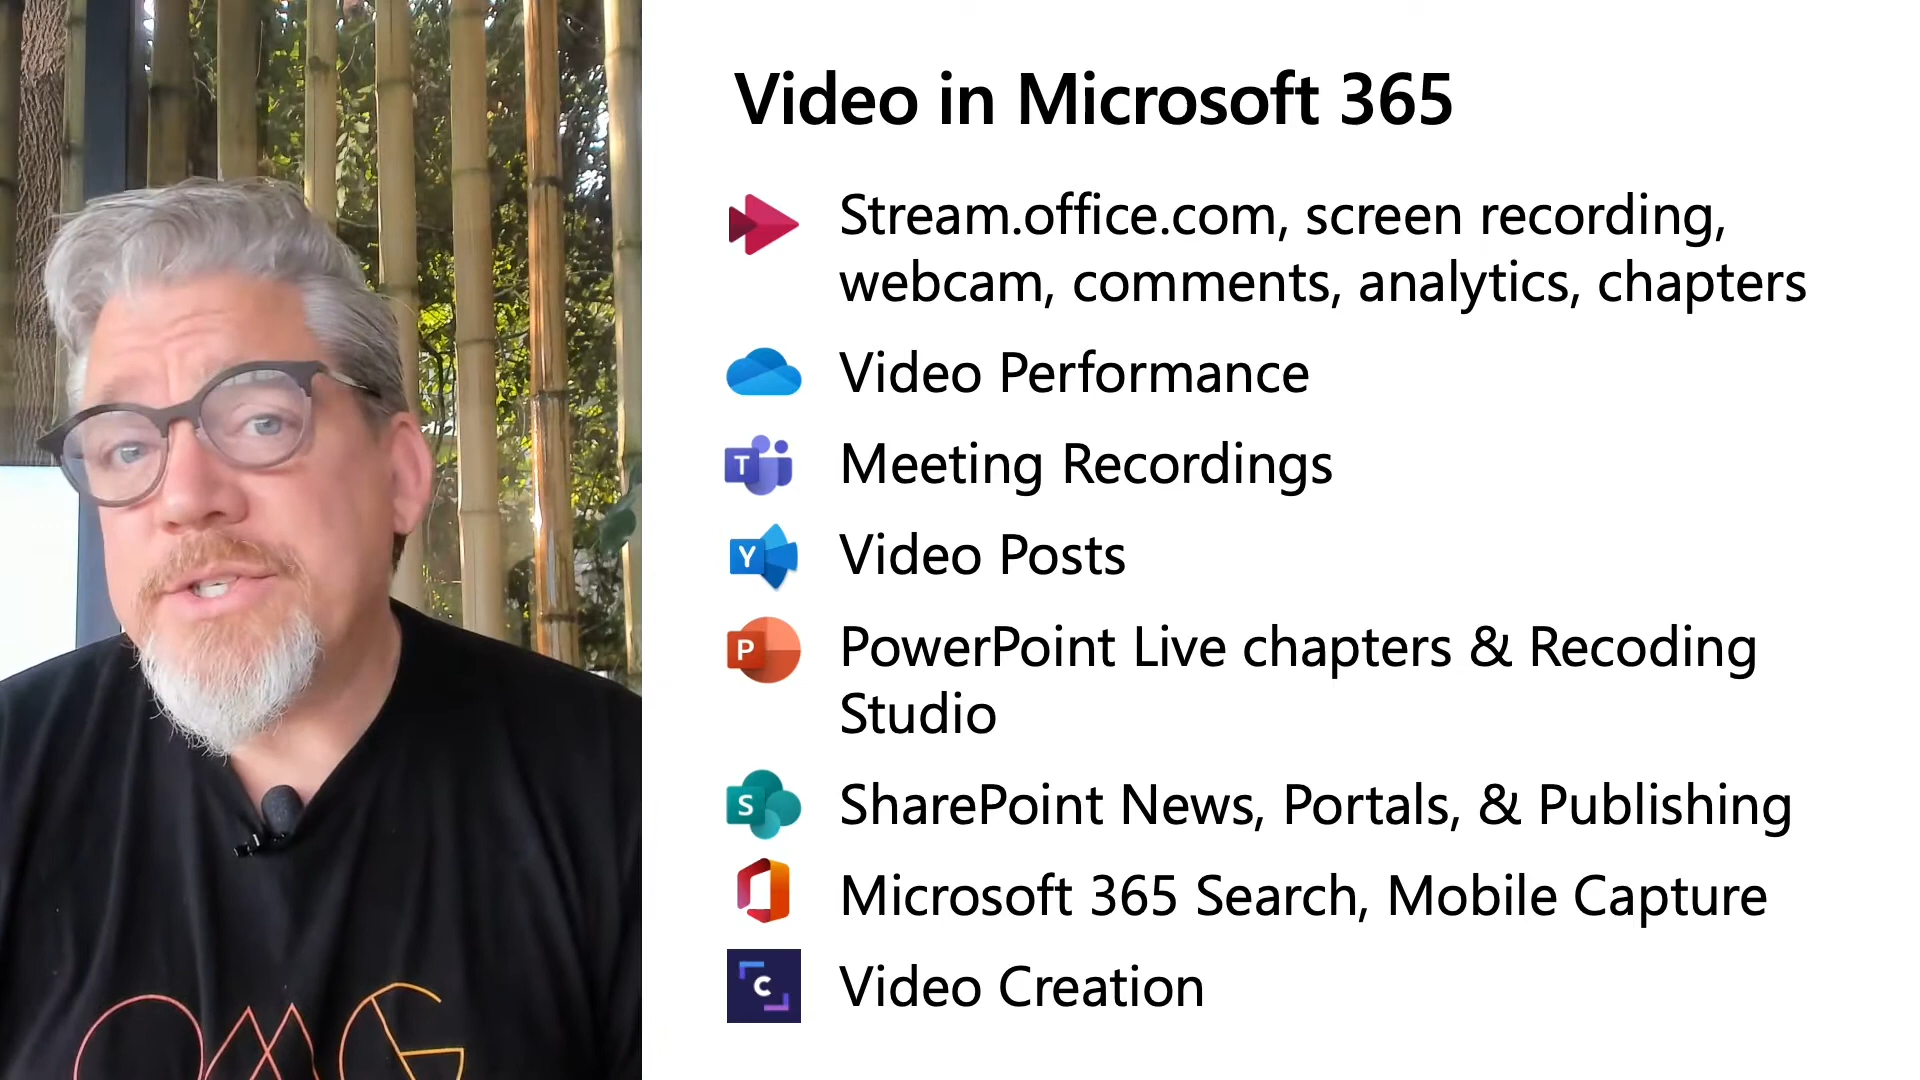 Video in Microsoft 365
Stream.office.com, screen recording,
webcam, comments, analytics, chapters
Video Performance
T Meeting Recordings
Y Video Posts
P PowerPoint Live chapters & Recoding
Studio
S SharePoint News, Portals, & Publishing
Microsoft 365 Search, Mobile Capture
C Video Creation
OMG